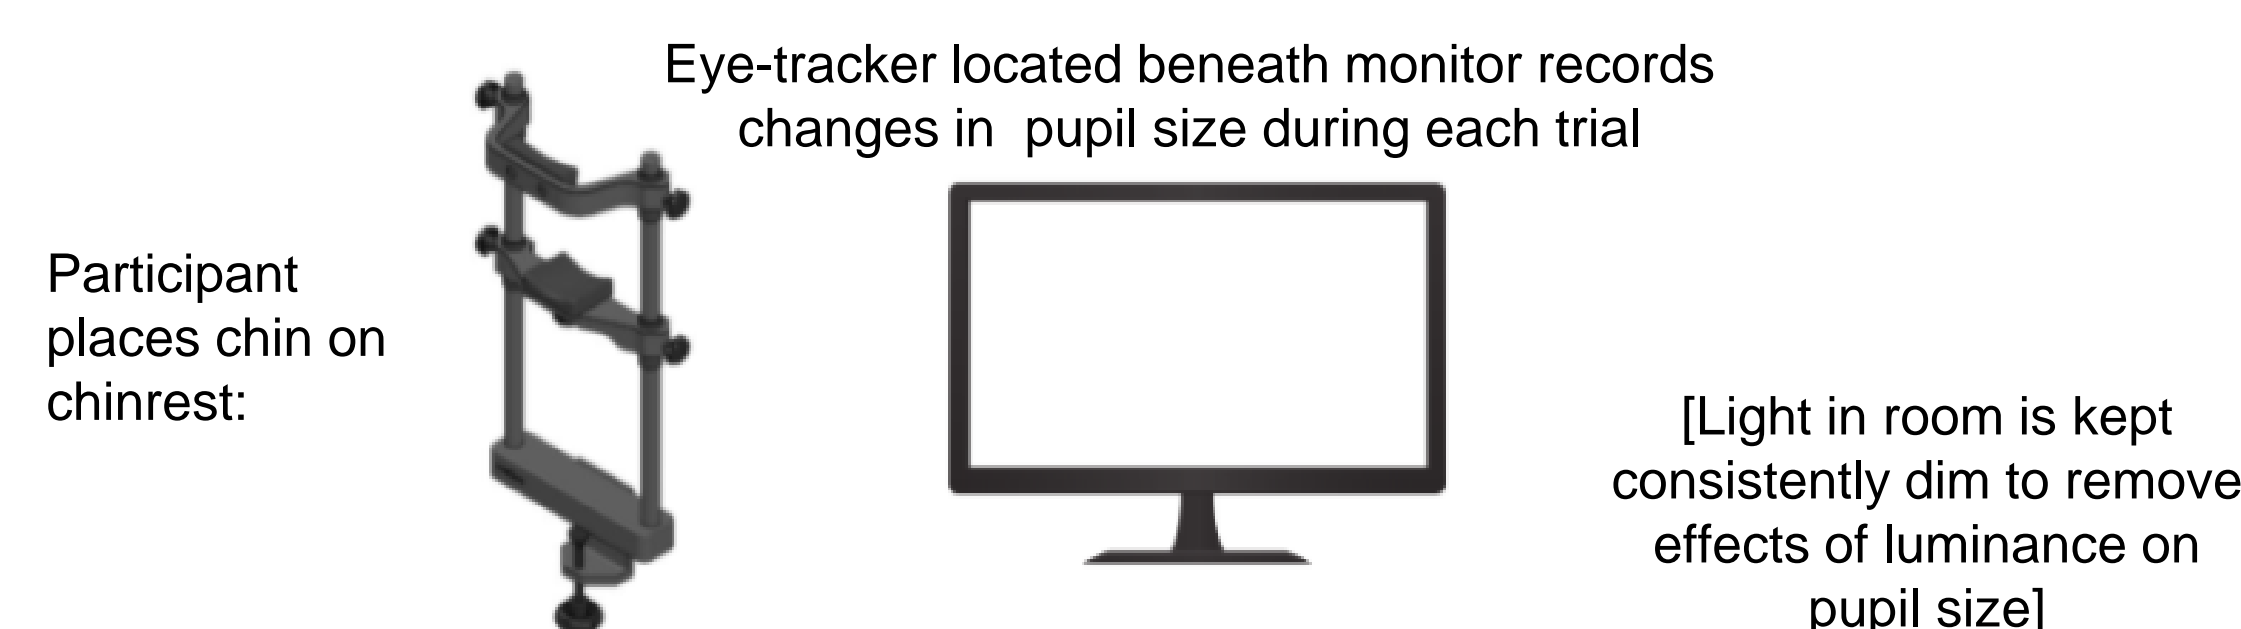 Eye-tracker located beneath monitor records
changes in  pupil size during each trial
Participant
places chin on
chinrest:
[Light in room is kept
consistently dim to remove
effects of luminance on
pupil size]